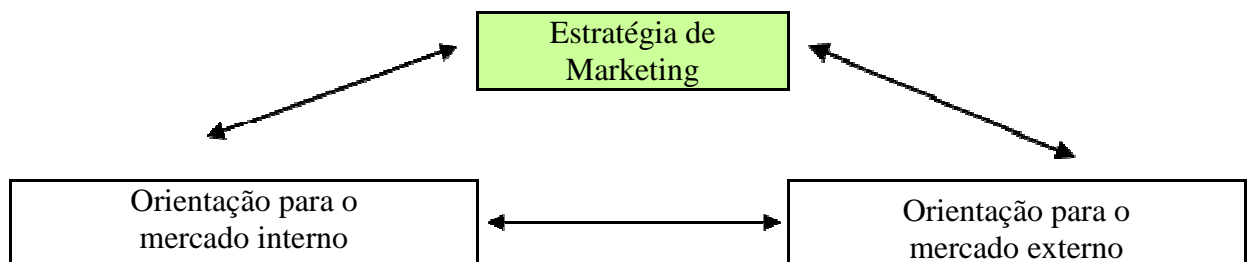 Estratégia de
Marketing
Orientação para o
mercado interno
Orientação para o
mercado externo